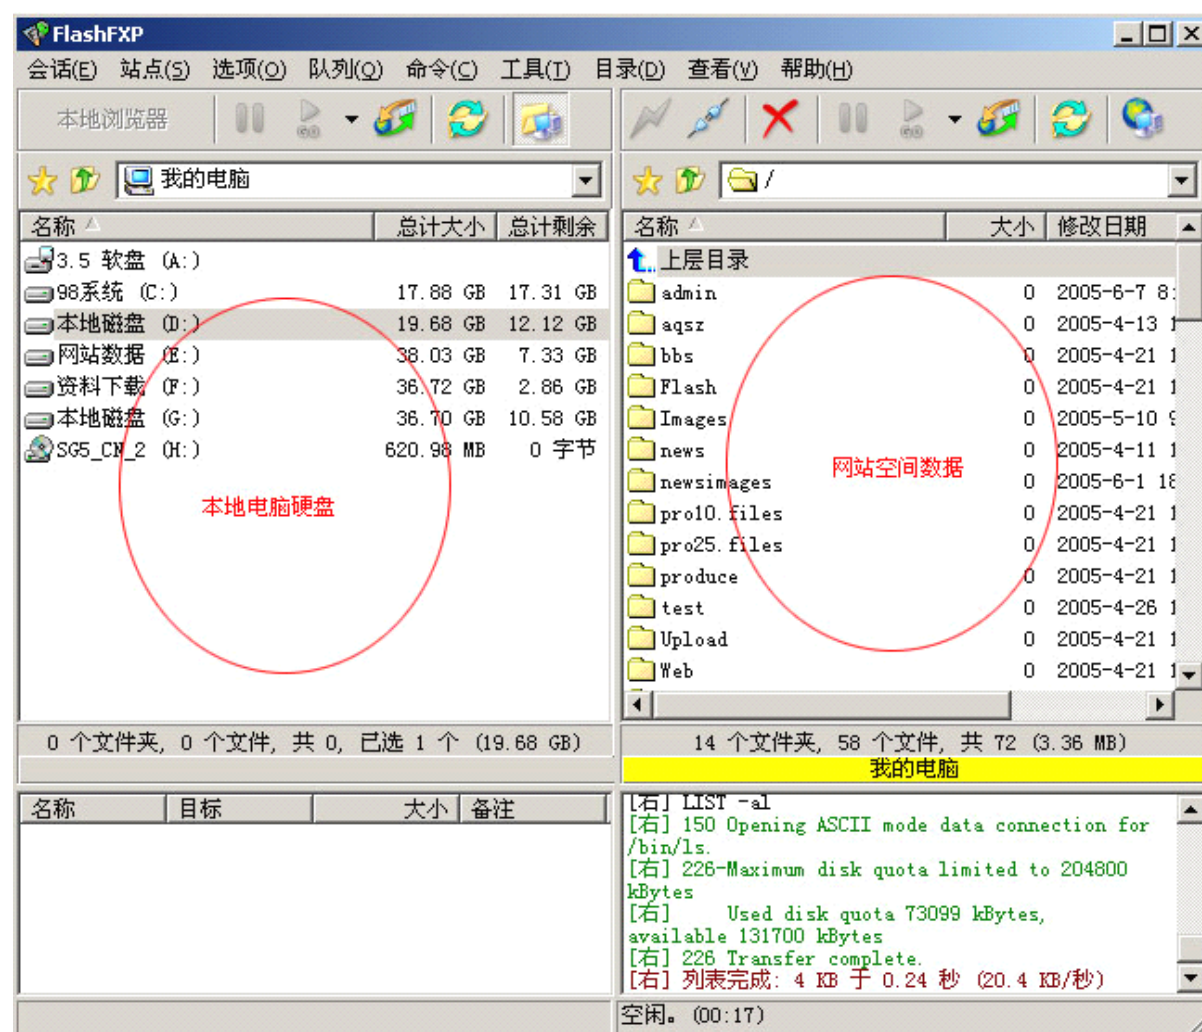 FlashFXP
会话(E) 站点(S) 选项(O) 队列(Q) 命令(C) 工具(T) 目录(D) 查看(V) 帮助(H)
本地浏览器
我的电脑
/
名称 总计大小 总计剩余
3.5 软盘 (A:)
98系统 (C:) 17.88 GB 17.31 GB
本地磁盘 (D:) 19.68 GB 12.12 GB
网站数据 (E:) 38.03 GB 7.33 GB
资料下载 (F:) 36.72 GB 2.86 GB
本地磁盘 (G:) 36.70 GB 10.58 GB
SG5_CN_2 (H:) 620.98 MB 0 字节
本地电脑硬盘
0 个文件夹, 0 个文件, 共 0, 已选 1 个 (19.68 GB)
名称 大小 修改日期
上层目录
admin 0 2005-6-7 8:
aqsz 0 2005-4-13 1
bbs 0 2005-4-21 1
Flash 0 2005-4-21 1
Images 0 2005-5-10 9
news 0 2005-4-11 1
网站空间数据
newsimages 0 2005-6-1 18
pro10.files 0 2005-4-21 1
pro25.files 0 2005-4-21 1
produce 0 2005-4-21 1
test 0 2005-4-26 1
Upload 0 2005-4-21 1
Web 0 2005-4-21 1
14 个文件夹, 58 个文件, 共 72 (3.36 MB)
我的电脑
名称 目标 大小 备注
[右] LIST -al
[右] 150 Opening ASCII mode data connection for
/bin/ls.
[右] 226-Maximum disk quota limited to 204800
kBytes
[右] Used disk quota 73099 kBytes,
available 131700 kBytes
[右] 226 Transfer complete.
[右] 列表完成: 4 KB 于 0.24 秒 (20.4 KB/秒)
空闲。 (00:17)